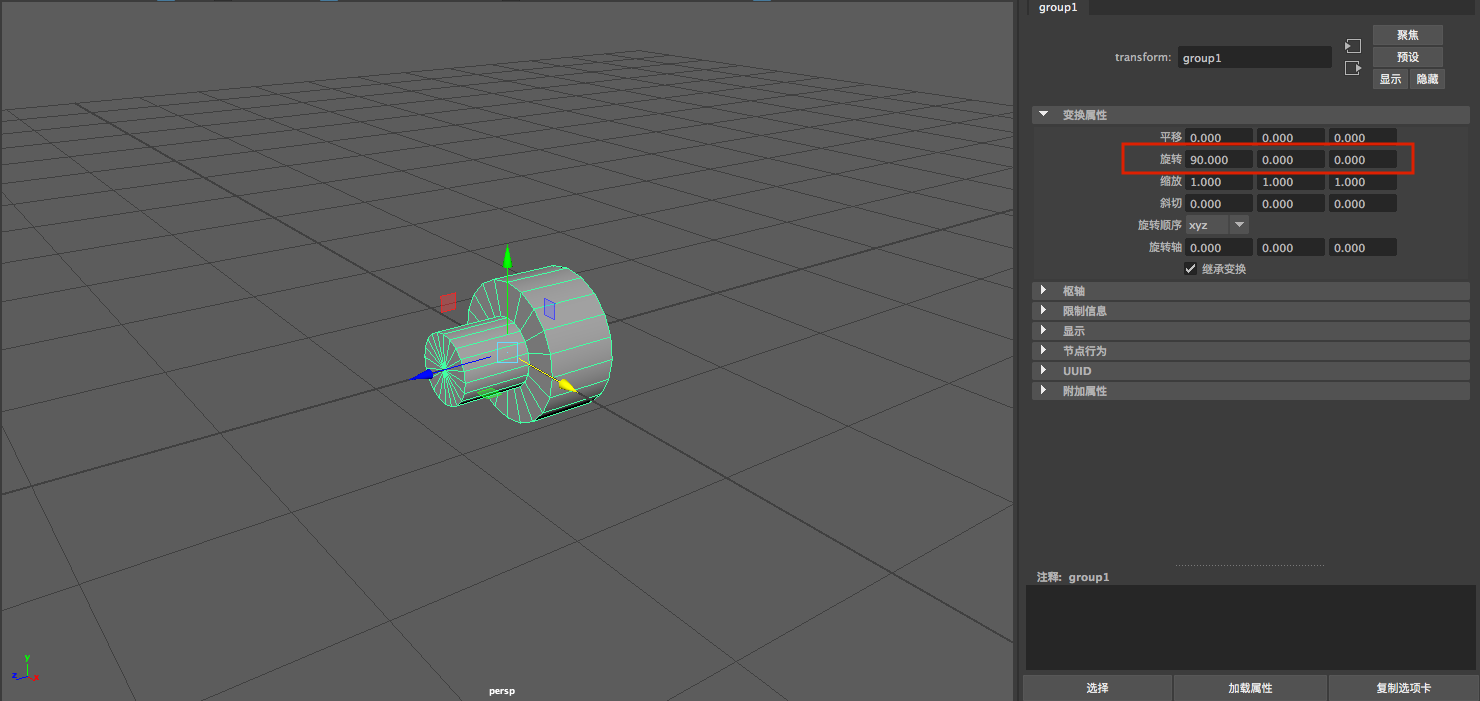 group1
聚焦
transform: group1
预设
显示 隐藏
变换属性
平移 0.000 0.000 0.000
旋转 90.000 0.000 0.000
缩放 1.000 1.000 1.000
斜切 0.000 0.000 0.000
旋转顺序 xyz
旋转轴 0.000 0.000 0.000
继承变换
枢轴
限制信息
显示
节点行为
UUID
附加属性
注释: group1
y
z x
persp
选择 加载属性 复制选项卡